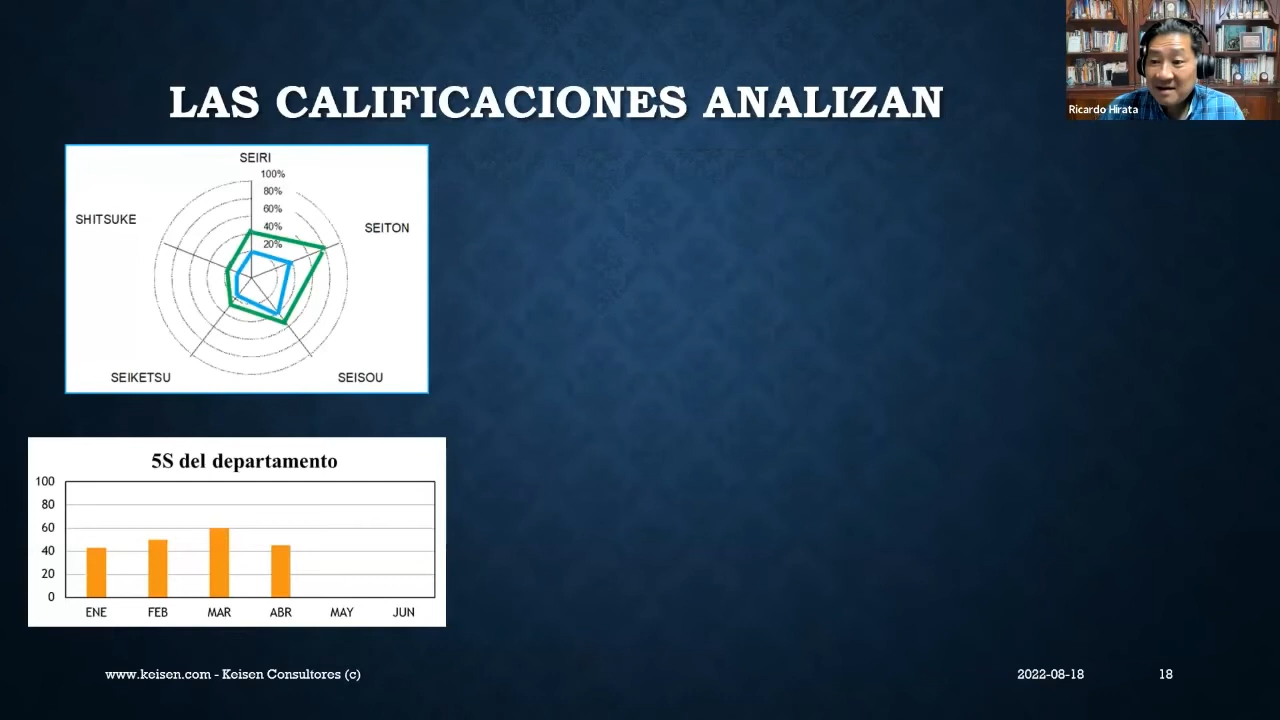 LAS CALIFICACIONES ANALIZAN
Ricardo Hirata
SEIRI
100%
80%
60%
40%
20%
SHITSUKE
SEITON
SEIKETSU
SEISOU
5S del departamento
100
80
60
40
20
0
ENE FEB MAR ABR MAY JUN
www.keisen.com - Keisen Consultores (c)
2022-08-18
18